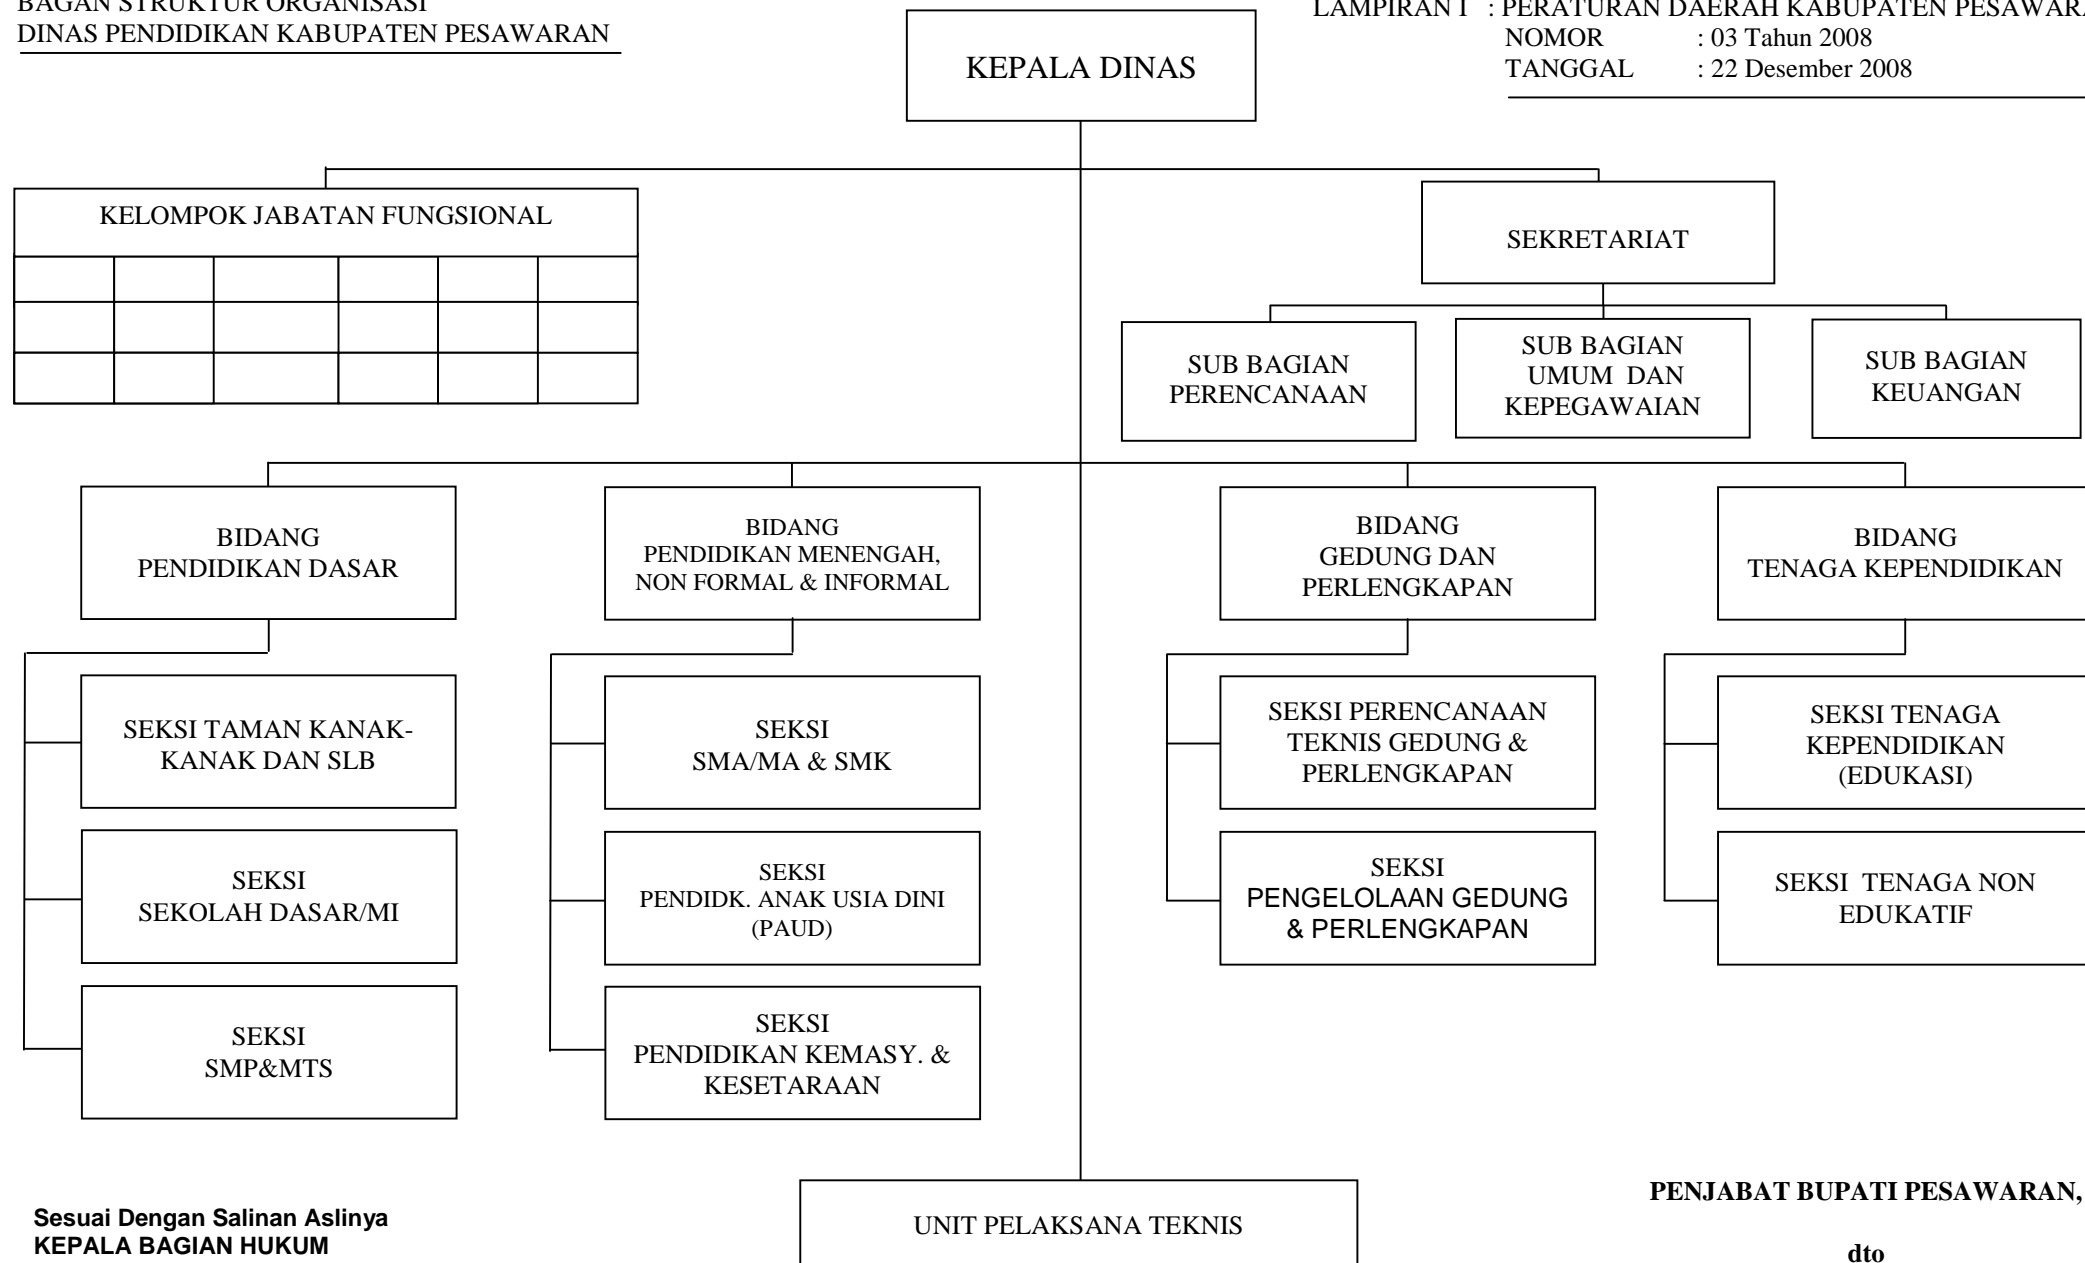 BAGAN STRUKTUR ORGANISASI
DINAS PENDIDIKAN KABUPATEN PESAWARAN
LAMPIRAN I : PERATURAN DAERAH KABUPATEN
NOMOR : 03 Tahun 2008
TANGGAL : 22 Desember 2008
KEPALA DINAS
KELOMPOK JABATAN FUNGSIONAL
SEKRETARIAT
SUB BAGIAN
PERENCANAAN
SUB BAGIAN
UMUM DAN
KEPEGAWAIAN
SUB BAGIAN
KEUANGAN
BIDANG
PENDIDIKAN DASAR
BIDANG
PENDIDIKAN MENENGAH,
NON FORMAL & INFORMAL
BIDANG
GEDUNG DAN
PERLENGKAPAN
BIDANG
TENAGA KEPENDIDIKAN
SEKSI TAMAN KANAK-
KANAK DAN SLB
SEKSI
SMA/MA & SMK
SEKSI PERENCANAAN
TEKNIS GEDUNG &
PERLENGKAPAN
SEKSI TENAGA
KEPENDIDIKAN
(EDUKASI)
SEKSI
SEKOLAH DASAR/MI
SEKSI
PENDIDK. ANAK USIA DINI
(PAUD)
SEKSI
PENGELOLAAN GEDUNG
& PERLENGKAPAN
SEKSI TENAGA NON
EDUKATIF
SEKSI
SMP&MTS
SEKSI
PENDIDIKAN KEMASY. &
KESETARAAN
UNIT PELAKSANA TEKNIS
Sesuai Dengan Salinan Aslinya
KEPALA BAGIAN HUKUM
PENJABAT BUPATI PESAWARAN,
dto